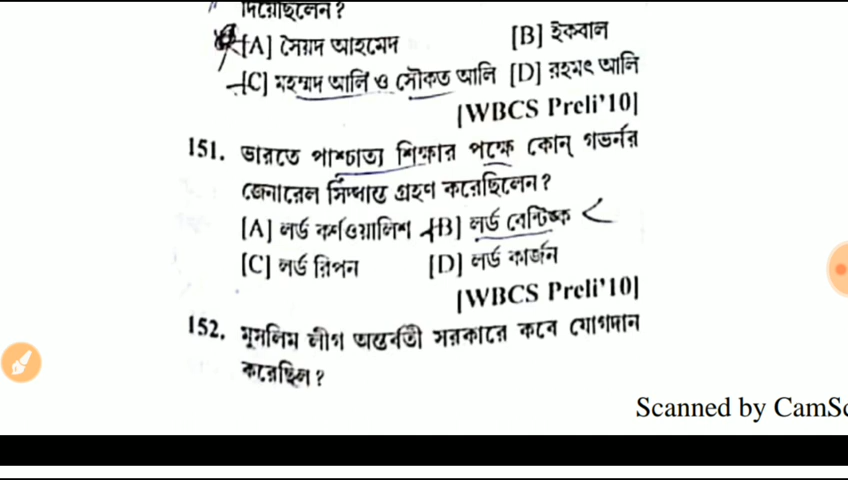 দিয়েছিলেন?
[A] সৈয়দ আহমেদ [B] ইকবাল
[C] মহম্মদ আলি ও সৌকত আলি [D] রহমৎ আলি
[WBCS Preli'10]
151. ভারতে পাশ্চাত্য শিক্ষার পক্ষে কোন্ গভর্নর
জেনারেল সিদ্ধান্ত গ্রহণ করেছিলেন?
[A] লর্ড কর্নওয়ালিশ [B] লর্ড বেন্টিঙ্ক
[C] লর্ড রিপন [D] লর্ড কার্জন
[WBCS Preli'10]
152. মুসলিম লীগ অন্তর্বর্তী সরকারে কবে যোগদান
করেছিল?
Scanned by CamSc